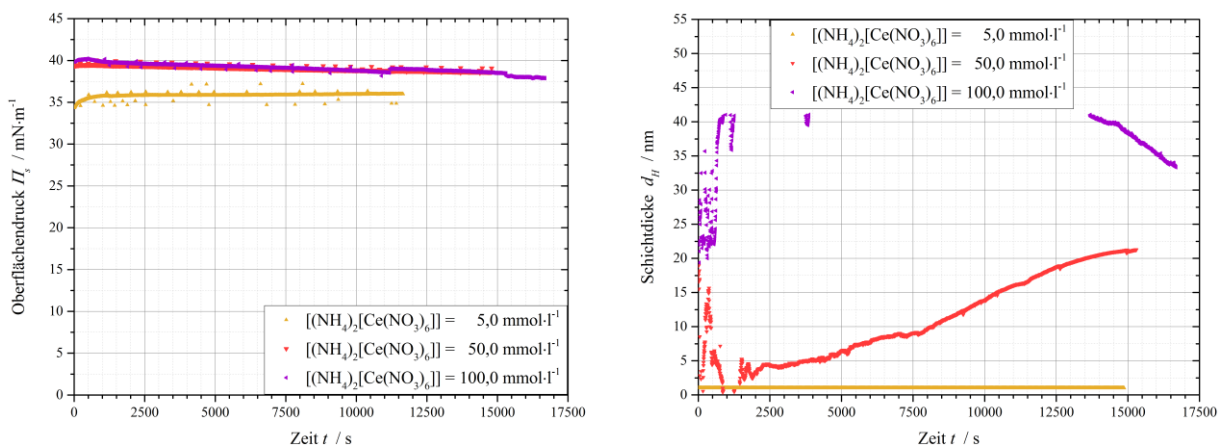 45
40
35
30
25
20
15
10
5
0
Oberflächendruck Π_s / mN·m⁻¹
[(NH₄)₂[Ce(NO₃)₆]] = 5,0 mmol·l⁻¹
[(NH₄)₂[Ce(NO₃)₆]] = 50,0 mmol·l⁻¹
[(NH₄)₂[Ce(NO₃)₆]] = 100,0 mmol·l⁻¹
0 2500 5000 7500 10000 12500 15000 17500
Zeit t / s
55
50
45
40
35
30
25
20
15
10
5
0
Schichtdicke d_H / nm
[(NH₄)₂[Ce(NO₃)₆]] = 5,0 mmol·l⁻¹
[(NH₄)₂[Ce(NO₃)₆]] = 50,0 mmol·l⁻¹
[(NH₄)₂[Ce(NO₃)₆]] = 100,0 mmol·l⁻¹
0 2500 5000 7500 10000 12500 15000 17500
Zeit t / s